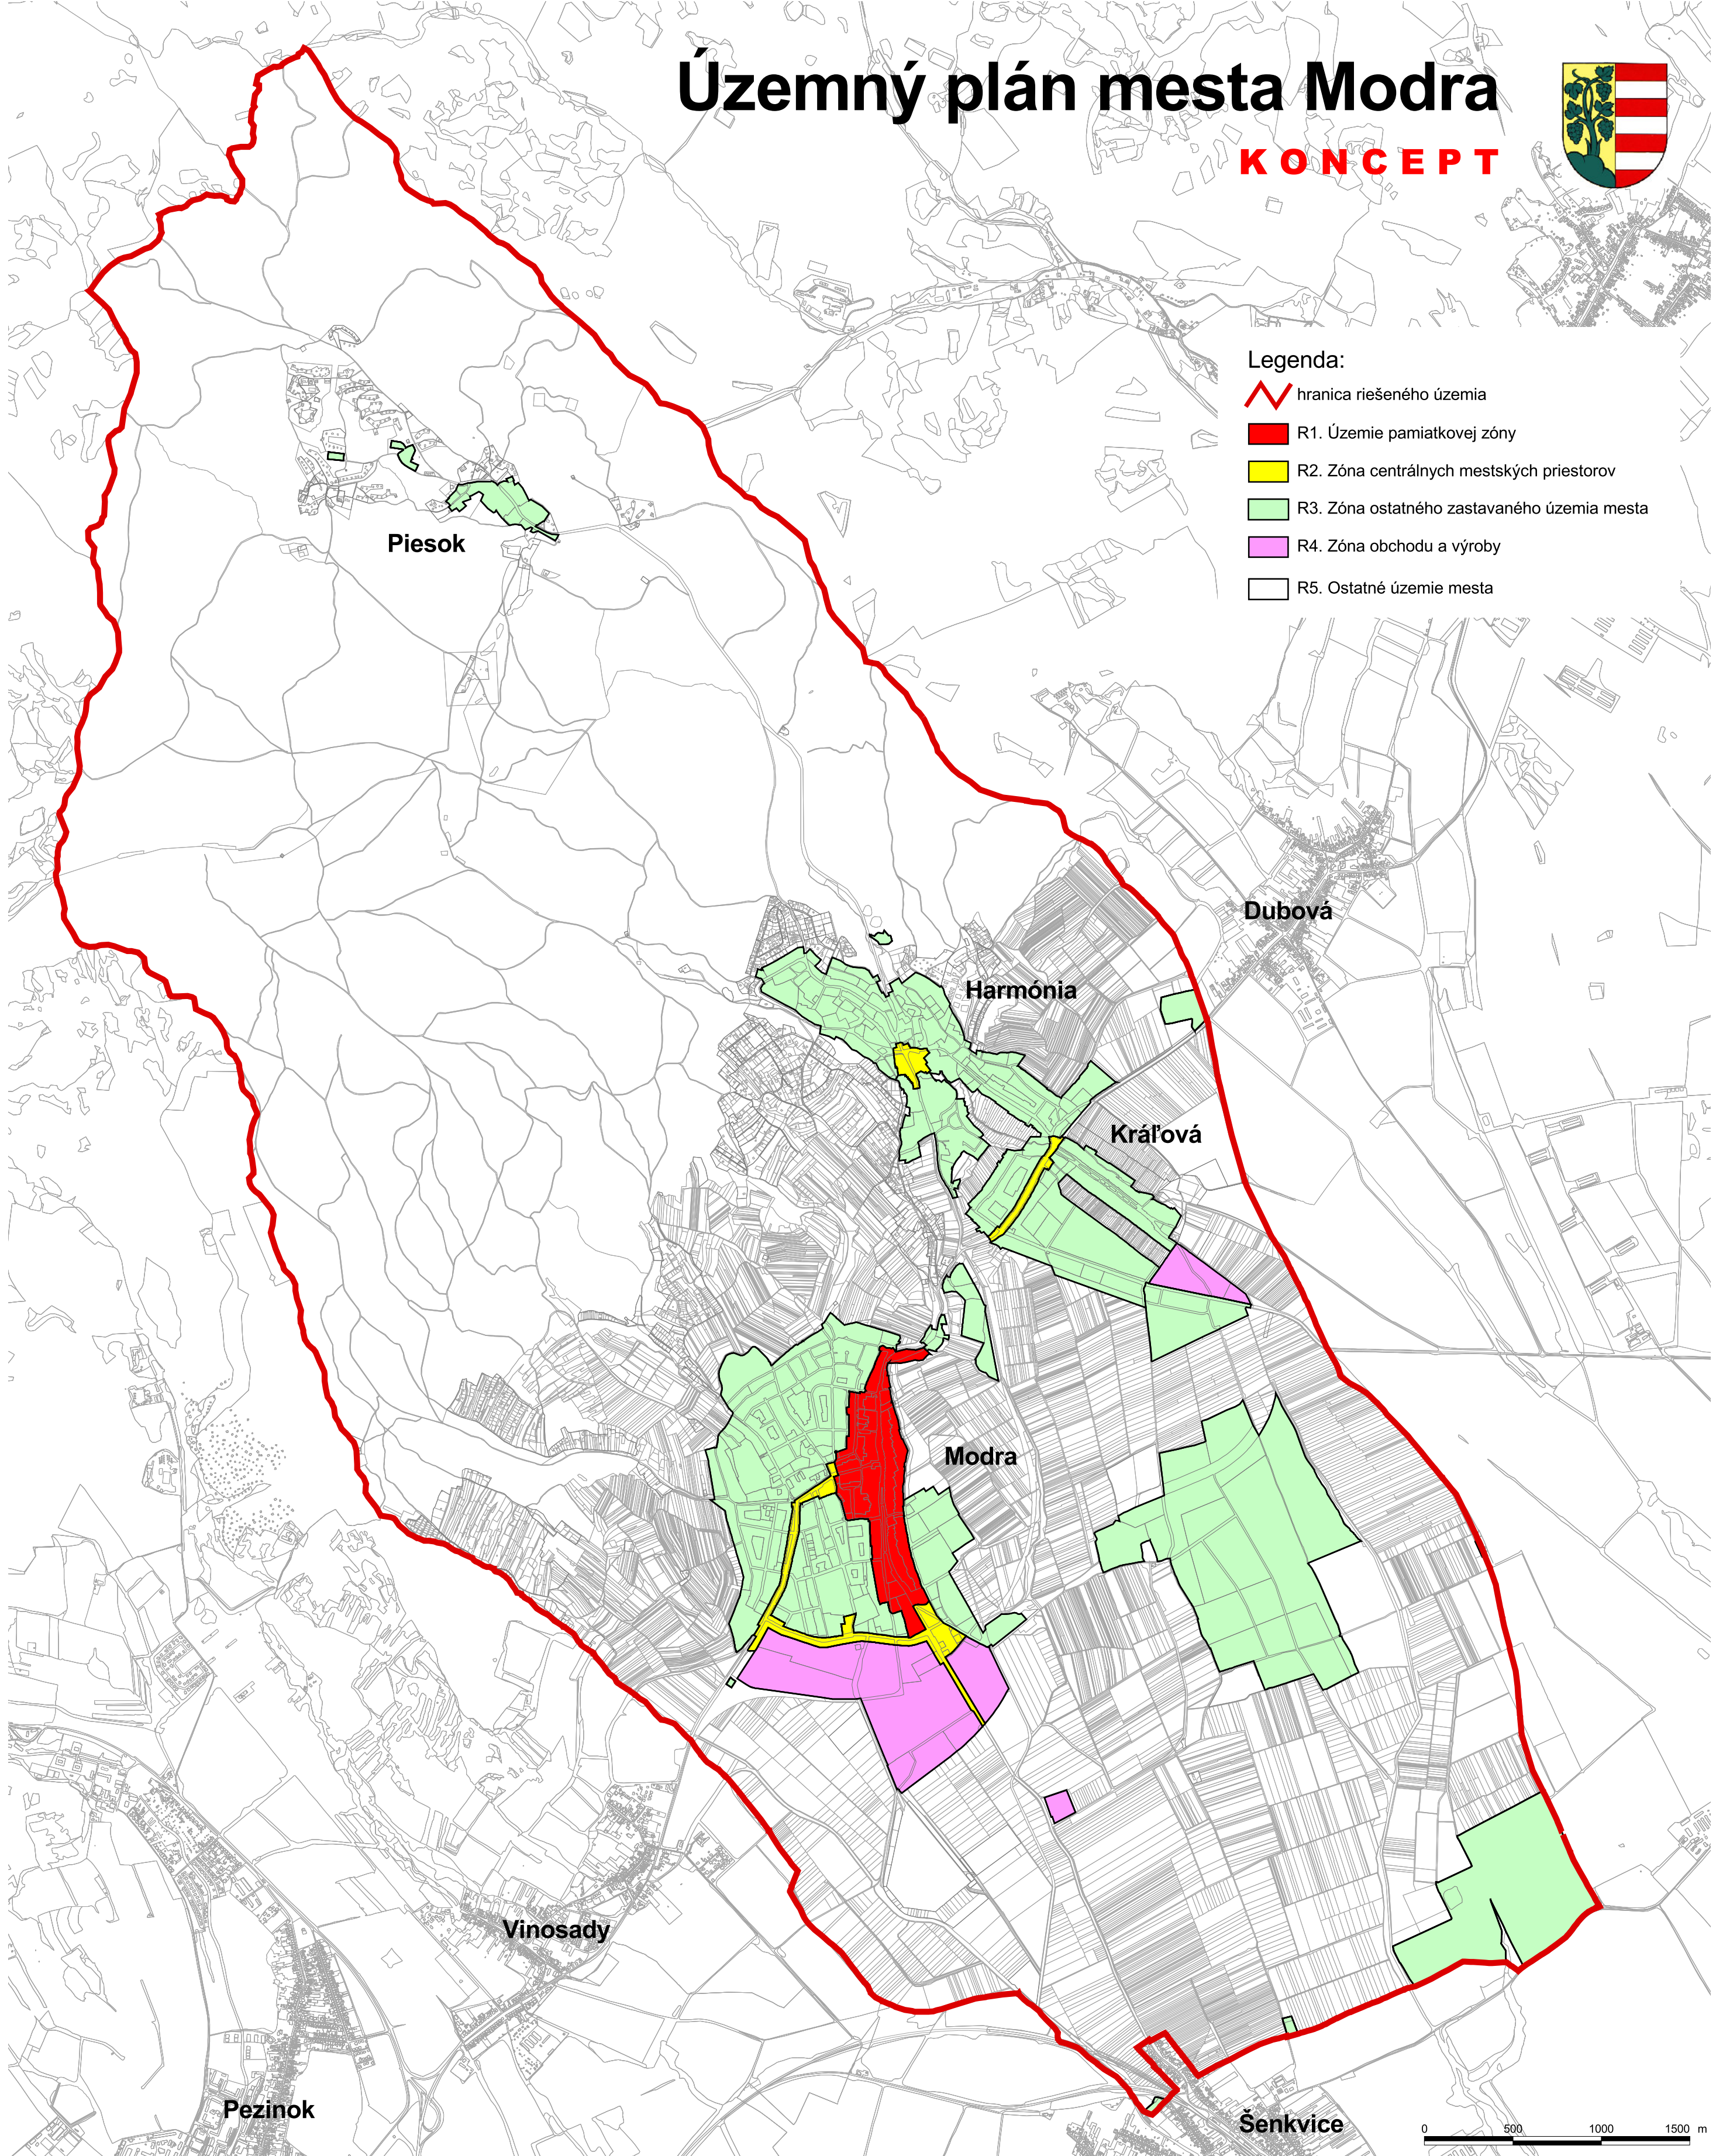 Územný plán mesta Modra
KONCEPT
Legenda:
hranica riešeného územia
R1. Územie pamiatkovej zóny
R2. Zóna centrálnych mestských priestorov
R3. Zóna ostatného zastavaného územia mesta
R4. Zóna obchodu a výroby
R5. Ostatné územie mesta
Piesok
Dubová
Harmónia
Kráľová
Modra
Vinosady
Pezinok
Šenkvice
0 500 1000 1500 m